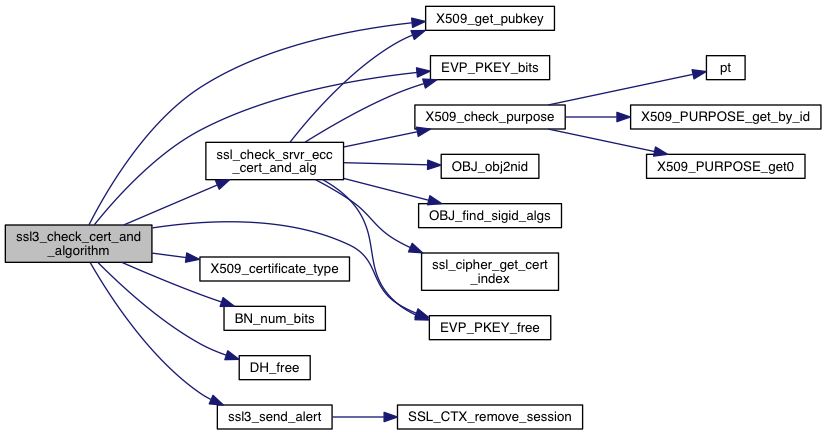 X509_get_pubkey
EVP_PKEY_bits
pt
X509_check_purpose
X509_PURPOSE_get_by_id
ssl_check_srvr_ecc
_cert_and_alg
OBJ_obj2nid
X509_PURPOSE_get0
OBJ_find_sigid_algs
ssl3_check_cert_and
_algorithm
X509_certificate_type
ssl_cipher_get_cert
_index
BN_num_bits
EVP_PKEY_free
DH_free
ssl3_send_alert
SSL_CTX_remove_session